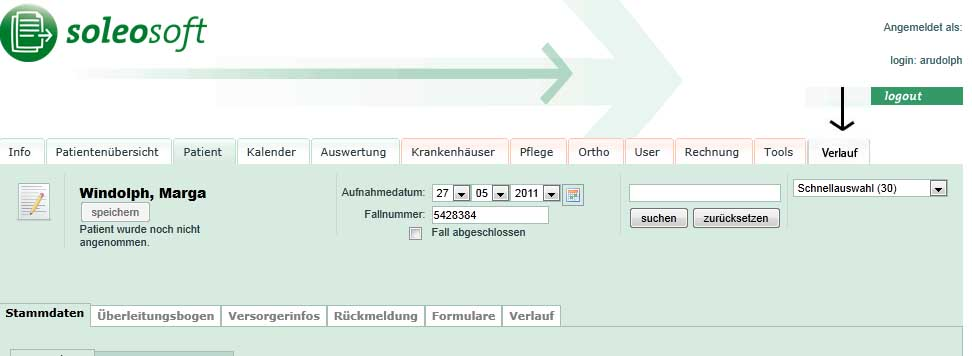 soleosoft
Angemeldet als:
login: arudolph
logout
Info Patientenübersicht Patient Kalender Auswertung Krankenhäuser Pflege Ortho User Rechnung Tools Verlauf
Windolph, Marga
speichern
Patient wurde noch nicht
angenommen.
Aufnahmedatum: 27 05 2011
Fallnummer: 5428384
Fall abgeschlossen
suchen zurücksetzen
Schnellauswahl (30)
Stammdaten Überleitungsbogen Versorgerinfos Rückmeldung Formulare Verlauf